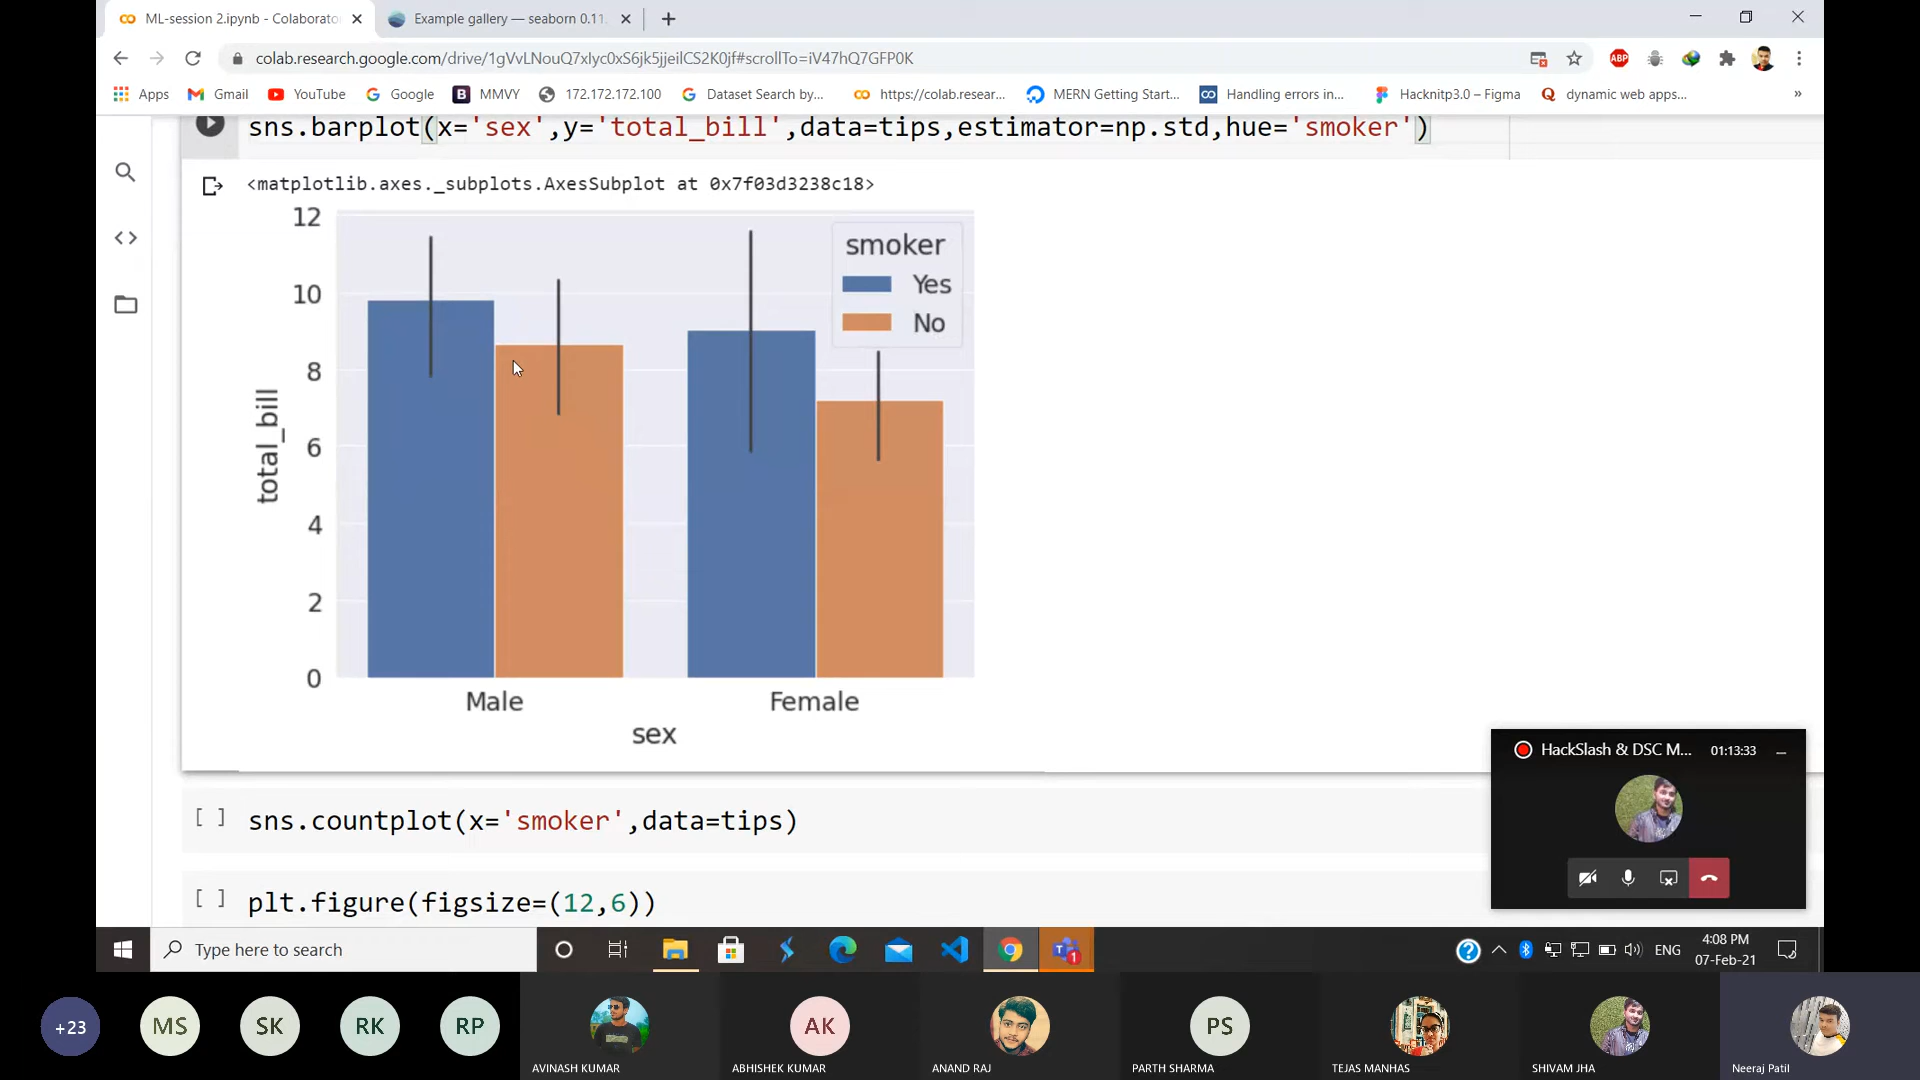 ML-session 2.ipynb - Colaborato
Example gallery — seaborn 0.11.
colab.research.google.com/drive/1gVvLNouQ7xIyc0xS6jk5jjeilCS2K0jf#scrollTo=iV47hQ7GFP0K
ABP
Apps
Gmail
YouTube
Google
B
MMVY
172.172.172.100
Dataset Search by...
https://colab.resear...
MERN Getting Start...
Handling errors in...
Hacknitp3.0 – Figma
dynamic web apps...
»
sns.barplot(x='sex',y='total_bill',data=tips,estimator=np.std,hue='smoker')
<matplotlib.axes._subplots.AxesSubplot at 0x7f03d3238c18>
12
10
8
6
4
2
0
total_bill
smoker
Yes
No
Male
Female
sex
[ ] sns.countplot(x='smoker',data=tips)
[ ] plt.figure(figsize=(12,6))
HackSlash & DSC M...
01:13:33
Type here to search
1
ENG
4:08 PM
07-Feb-21
+23
MS
SK
RK
RP
AK
PS
AVINASH KUMAR
ABHISHEK KUMAR
ANAND RAJ
PARTH SHARMA
TEJAS MANHAS
SHIVAM JHA
Neeraj Patil